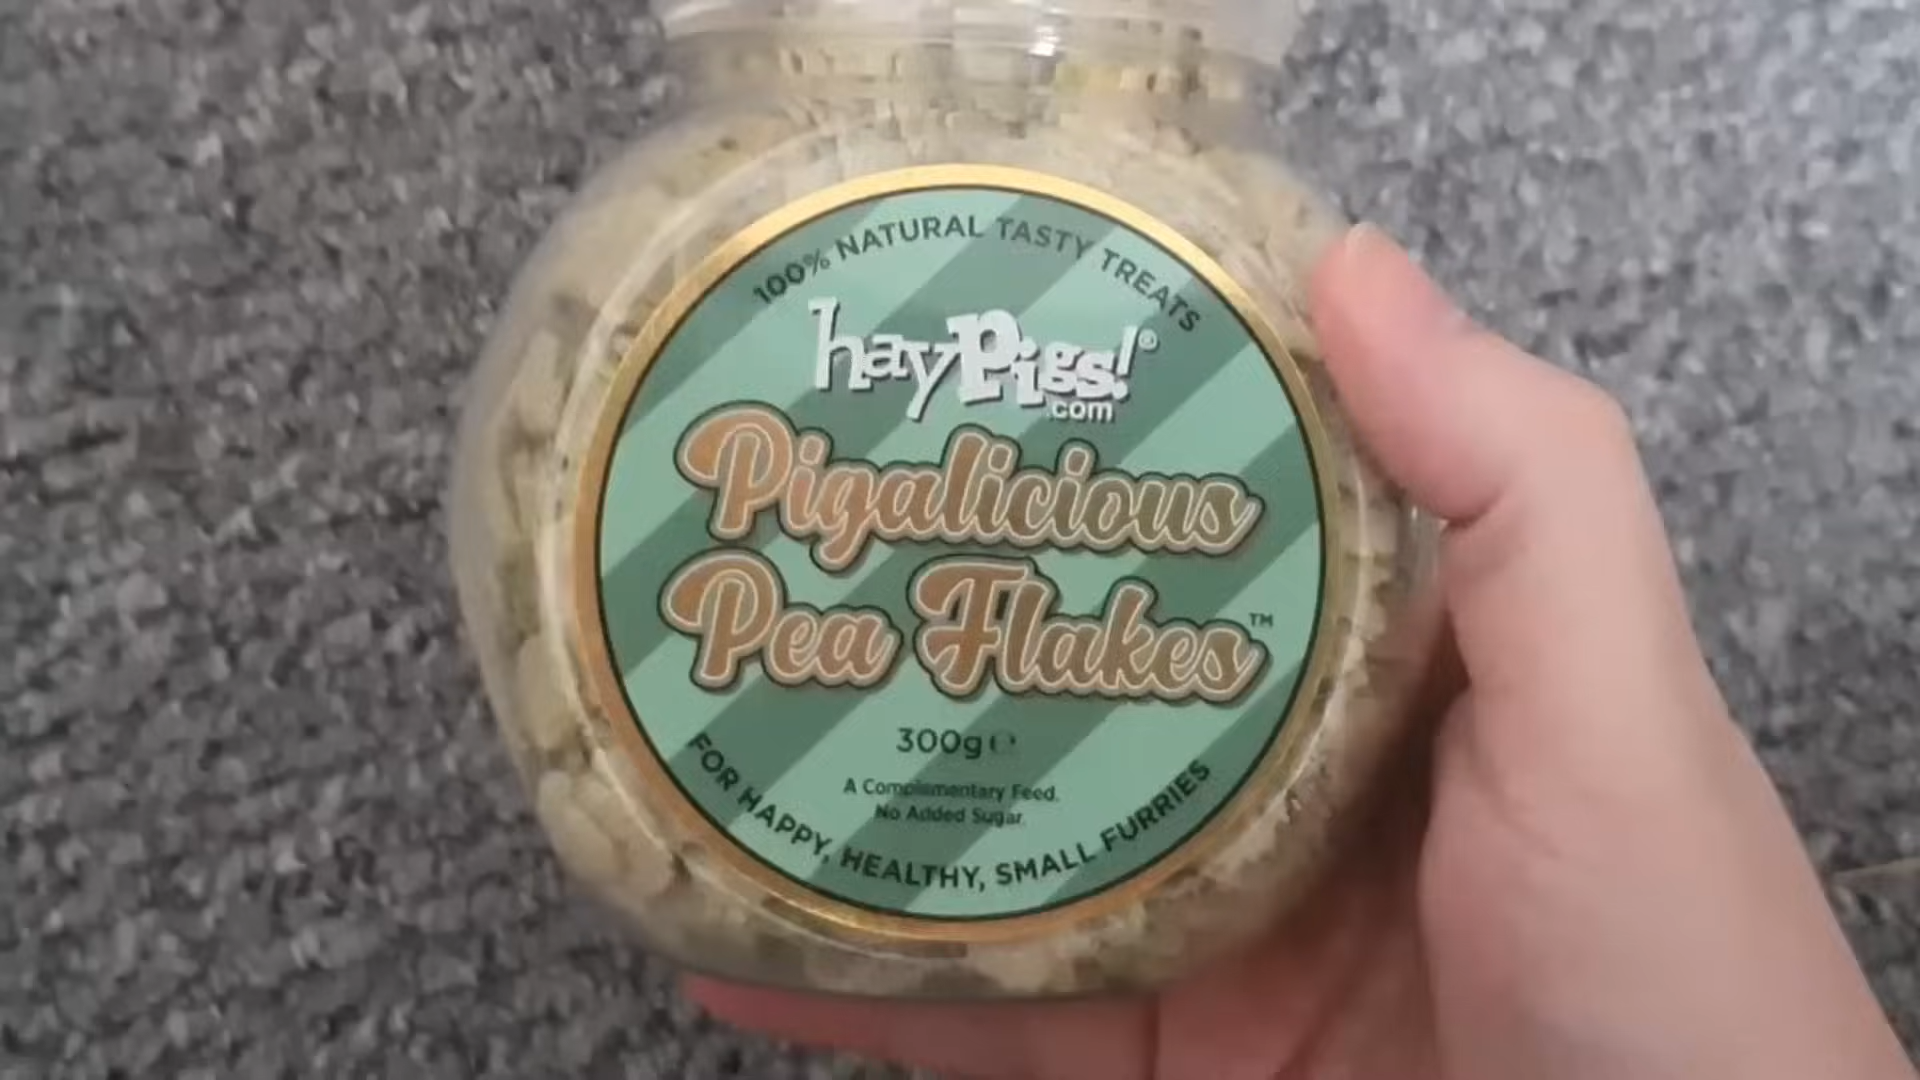 100% NATURAL TASTY TREATS
hayPigs!®
.com
Pigalicious
Pea Flakes™
300g ℮
A Complimentary Feed.
No Added Sugar.
FOR HAPPY, HEALTHY, SMALL FURRIES